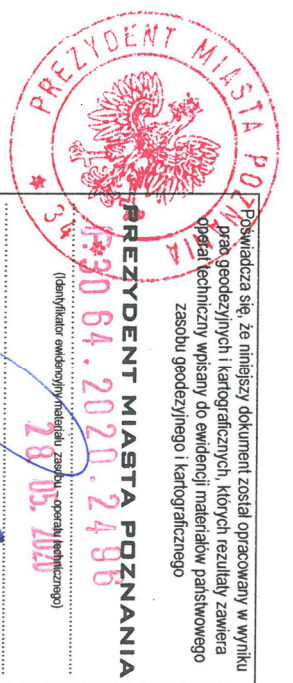 PREZYDENT MIASTA POZNANIA
* 34 *
Poświadcza się, że niniejszy dokument został opracowany w wyniku
prac geodezyjnych i kartograficznych, których rezultaty zawiera
operat techniczny wpisany do ewidencji materiałów państwowego
zasobu geodezyjnego i kartograficznego
PREZYDENT MIASTA POZNANIA
P.3064.2020.2496
(Identyfikator ewidencyjny materiału zasobu – operatu technicznego)
28 05. 2020